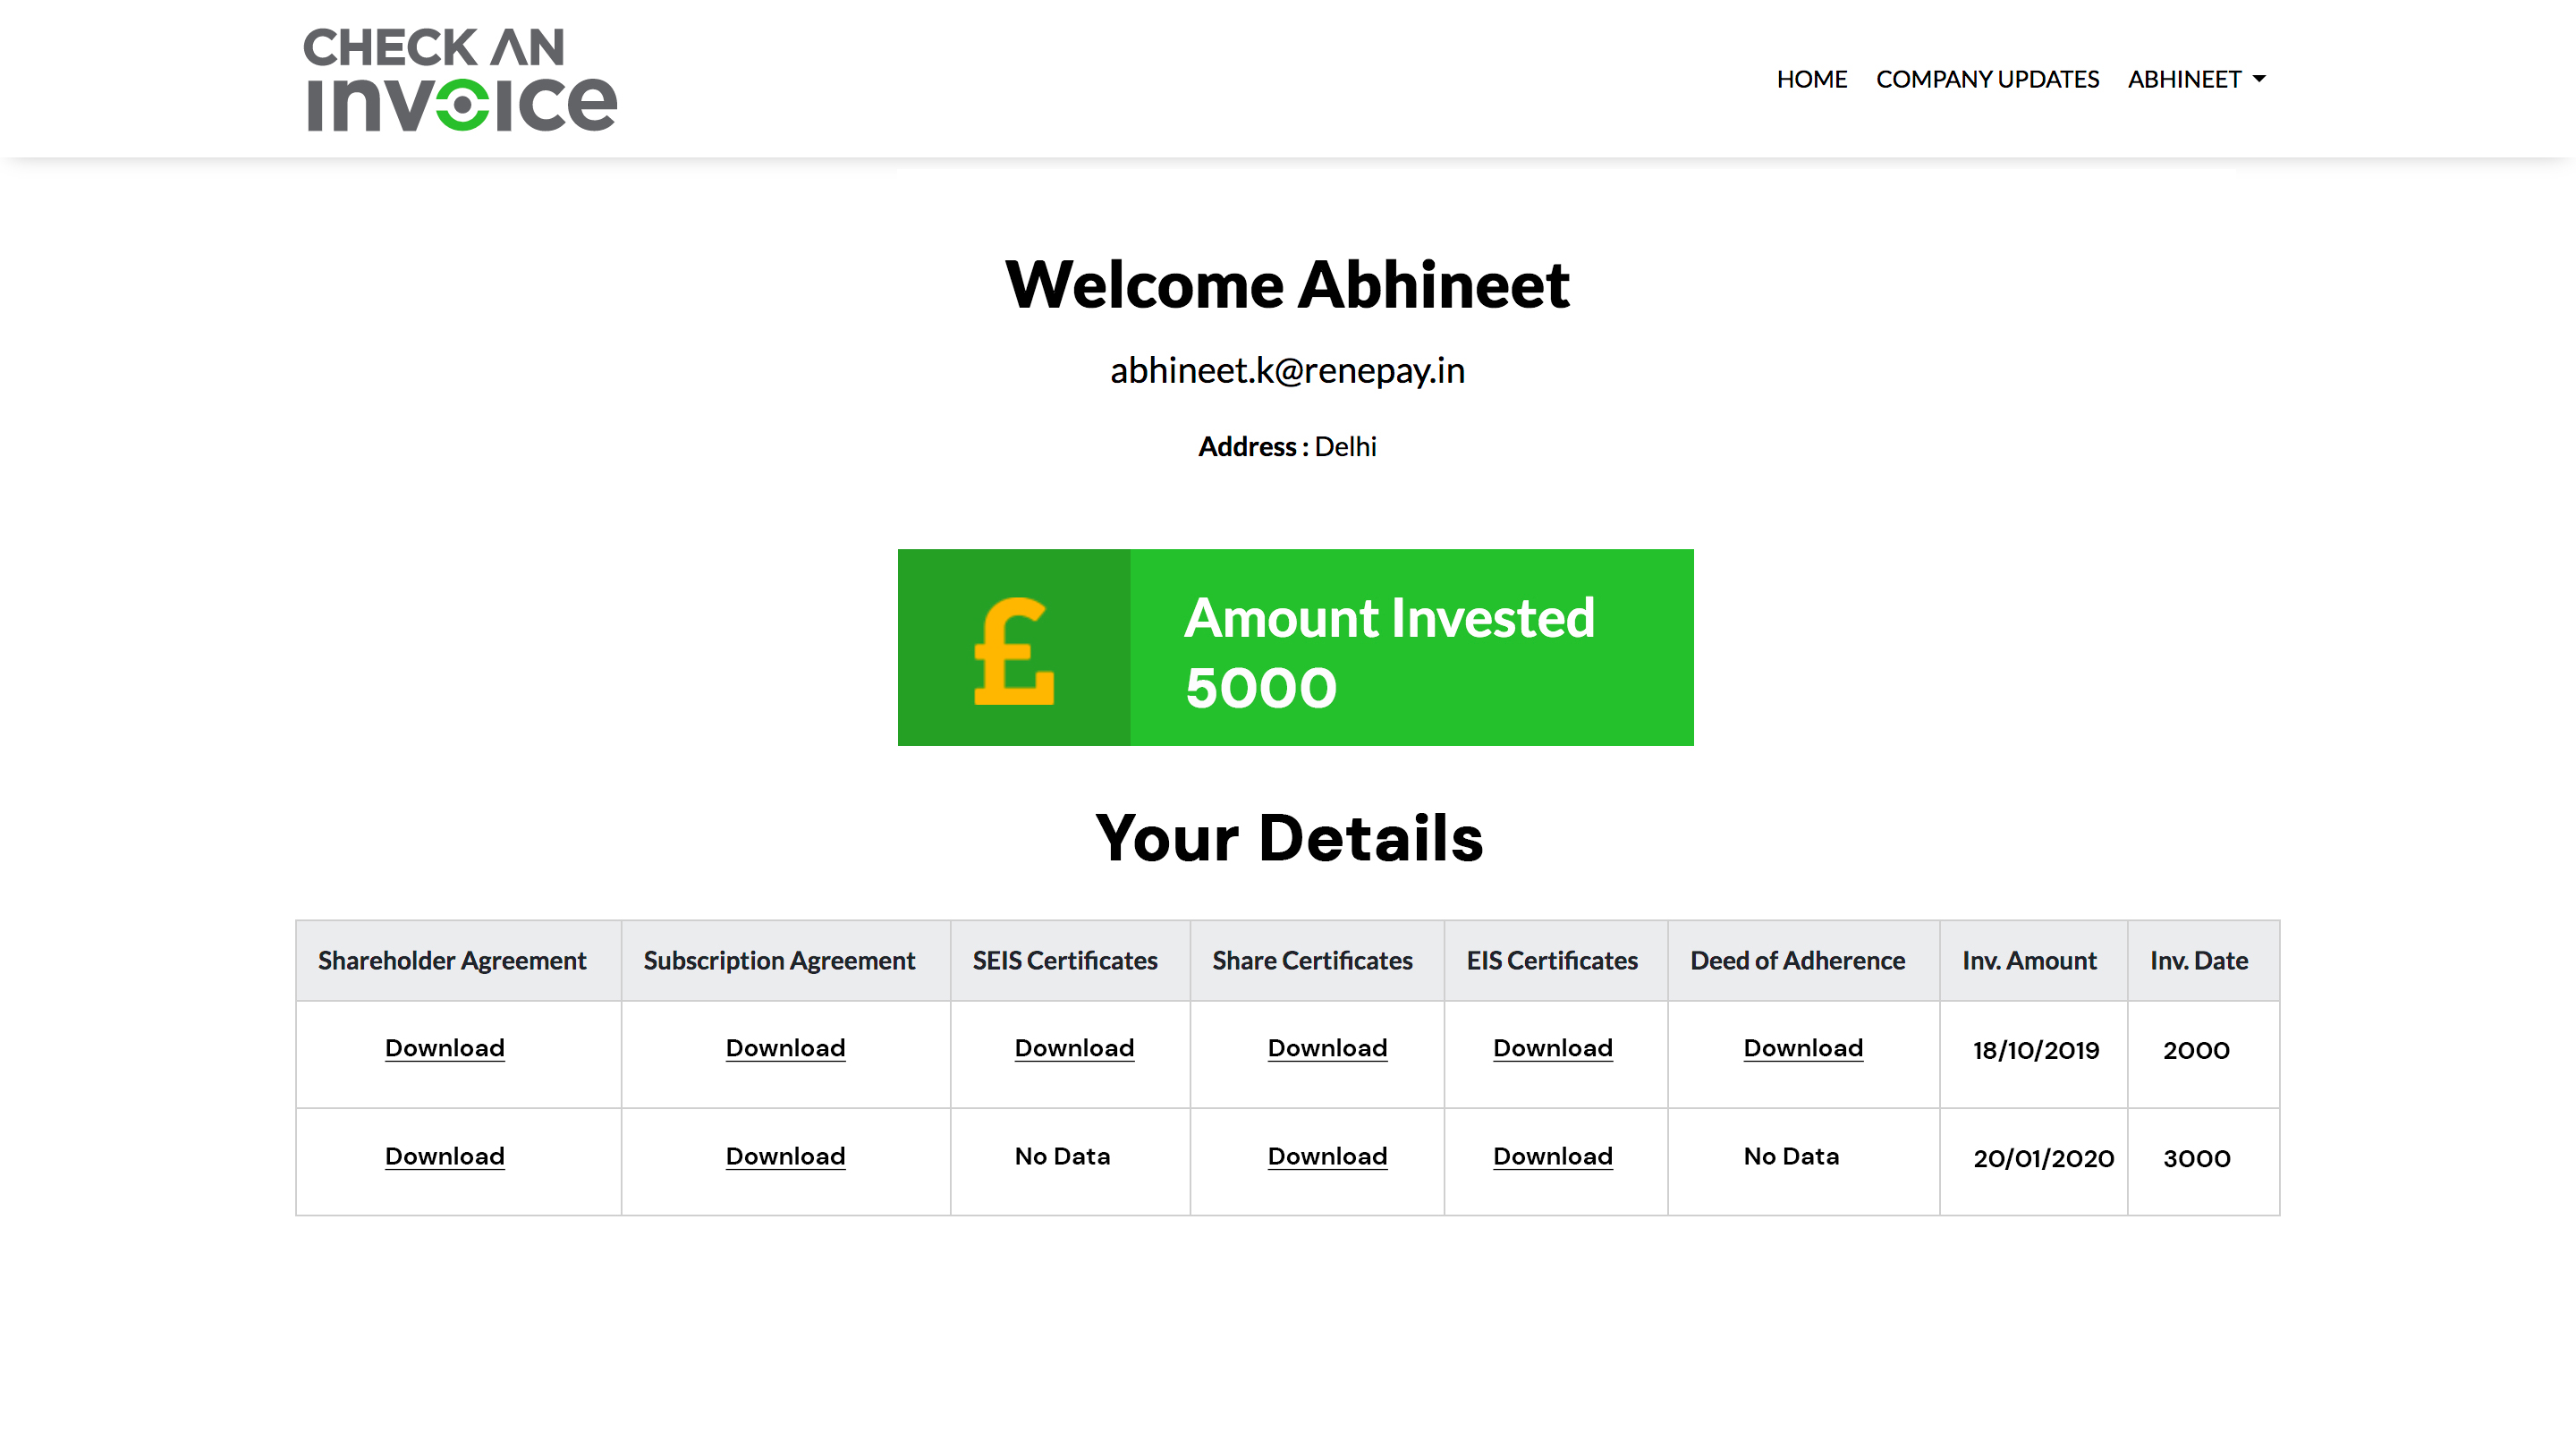 CHECK AN
invoice
HOME COMPANY UPDATES ABHINEET
Welcome Abhineet
abhineet.k@renepay.in
Address : Delhi
£
Amount Invested
5000
Your Details
Shareholder Agreement Subscription Agreement SEIS Certificates Share Certificates EIS Certificates Deed of Adherence Inv. Amount Inv. Date
Download Download Download Download Download Download 18/10/2019 2000
Download Download No Data Download Download No Data 20/01/2020 3000